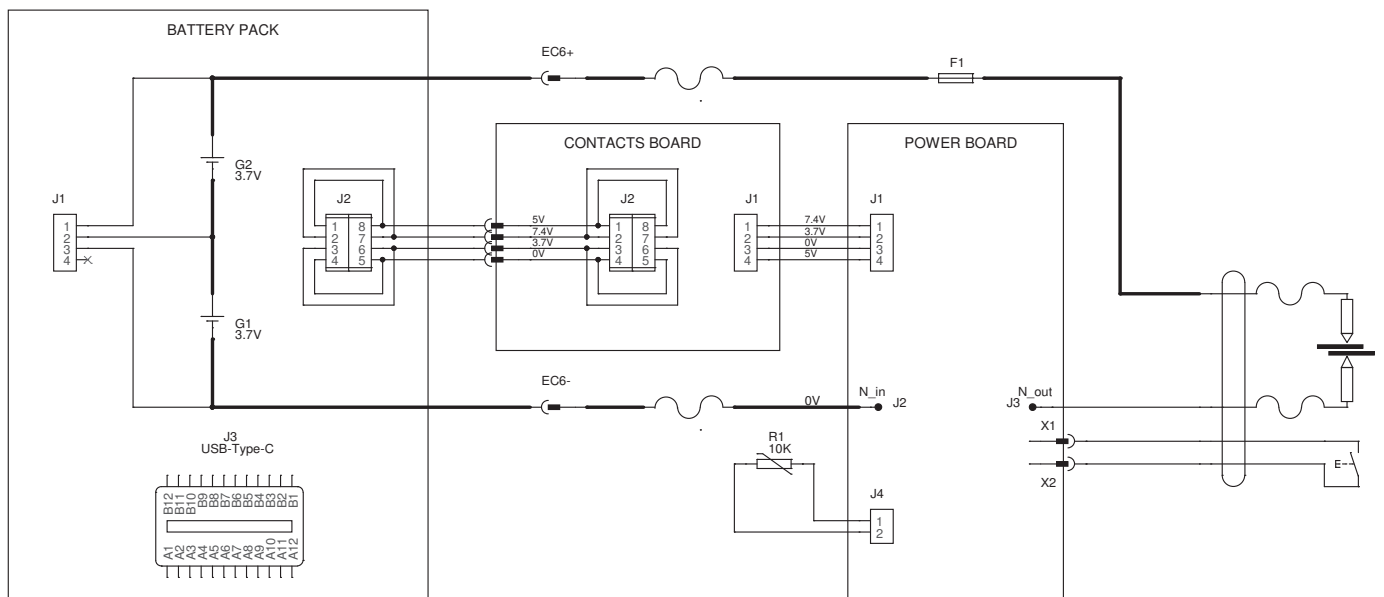 BATTERY PACK
EC6+
F1
CONTACTS BOARD
POWER BOARD
G2
3.7V
J1
1
2
3
4
J2
1
2
3
4
8
7
6
5
5V
7.4V
3.7V
0V
J2
1
2
3
4
8
7
6
5
J1
1
2
3
4
7.4V
3.7V
0V
5V
J1
1
2
3
4
G1
3.7V
EC6-
0V
N_in
J2
N_out
J3
X1
X2
E
R1
10K
J4
1
2
J3
USB-Type-C
B12 B11 B10 B9 B8 B7 B6 B5 B4 B3 B2 B1
A1 A2 A3 A4 A5 A6 A7 A8 A9 A10 A11 A12